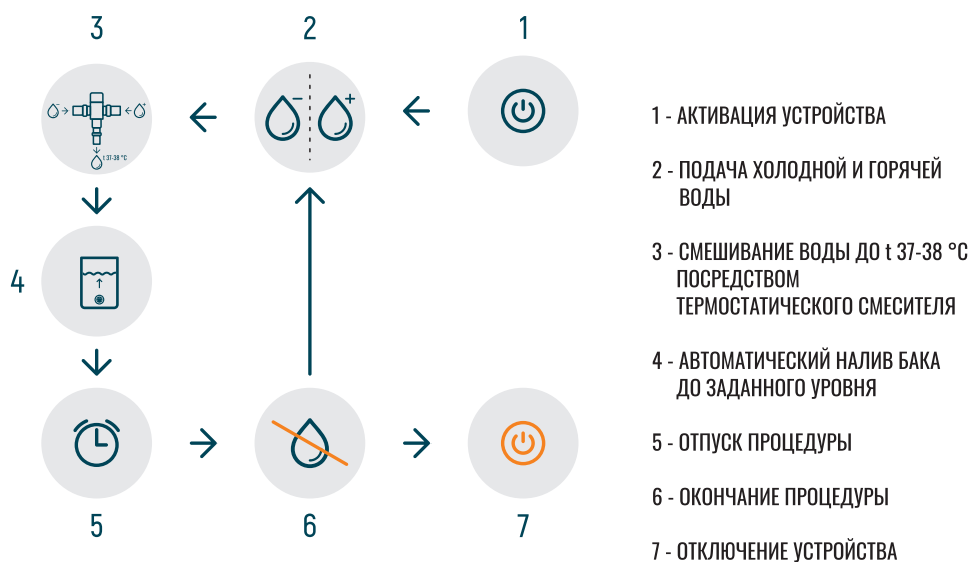 3
2
1
t 37-38 °C
4
5
6
7
1 - АКТИВАЦИЯ УСТРОЙСТВА
2 - ПОДАЧА ХОЛОДНОЙ И ГОРЯЧЕЙ
ВОДЫ
3 - СМЕШИВАНИЕ ВОДЫ ДО t 37-38 °C
ПОСРЕДСТВОМ
ТЕРМОСТАТИЧЕСКОГО СМЕСИТЕЛЯ
4 - АВТОМАТИЧЕСКИЙ НАЛИВ БАКА
ДО ЗАДАННОГО УРОВНЯ
5 - ОТПУСК ПРОЦЕДУРЫ
6 - ОКОНЧАНИЕ ПРОЦЕДУРЫ
7 - ОТКЛЮЧЕНИЕ УСТРОЙСТВА